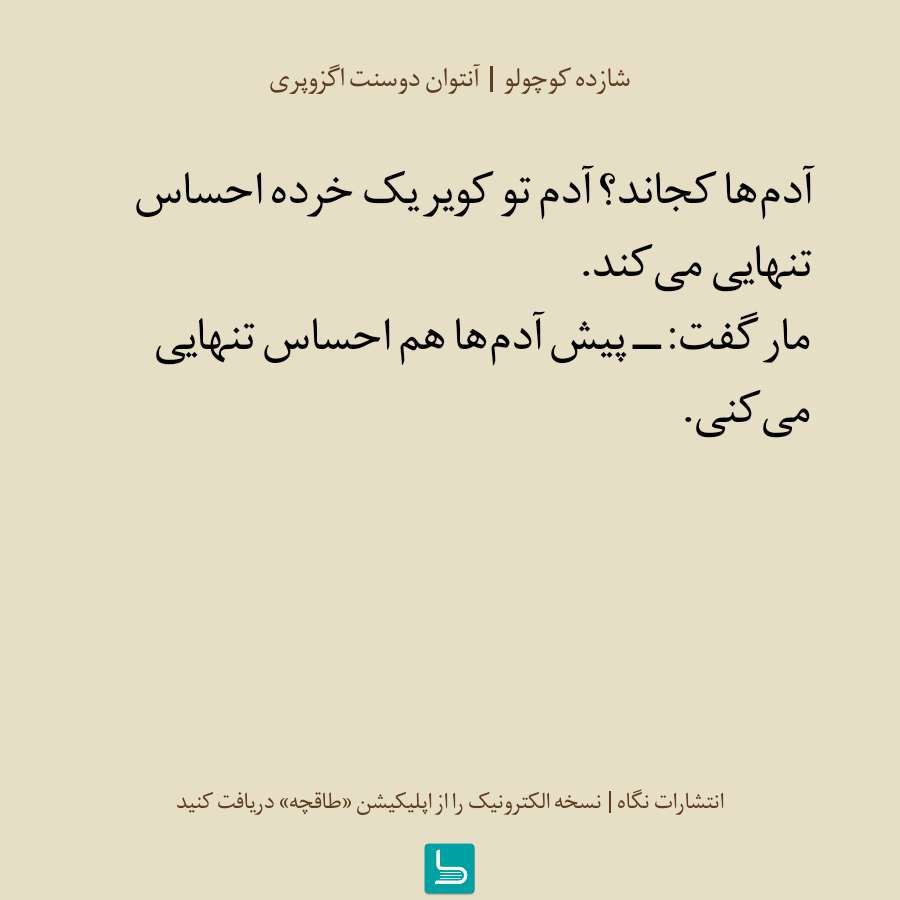 شازده کوچولو | آنتوان دوسنت اگزوپری
آدم‌ها کجاند؟ آدم تو کویر یک خرده احساس
تنهایی می‌کند.
مار گفت: ــ پیش آدم‌ها هم احساس تنهایی
می‌کنی.
انتشارات نگاه | نسخه الکترونیک را از اپلیکیشن «طاقچه» دریافت کنید